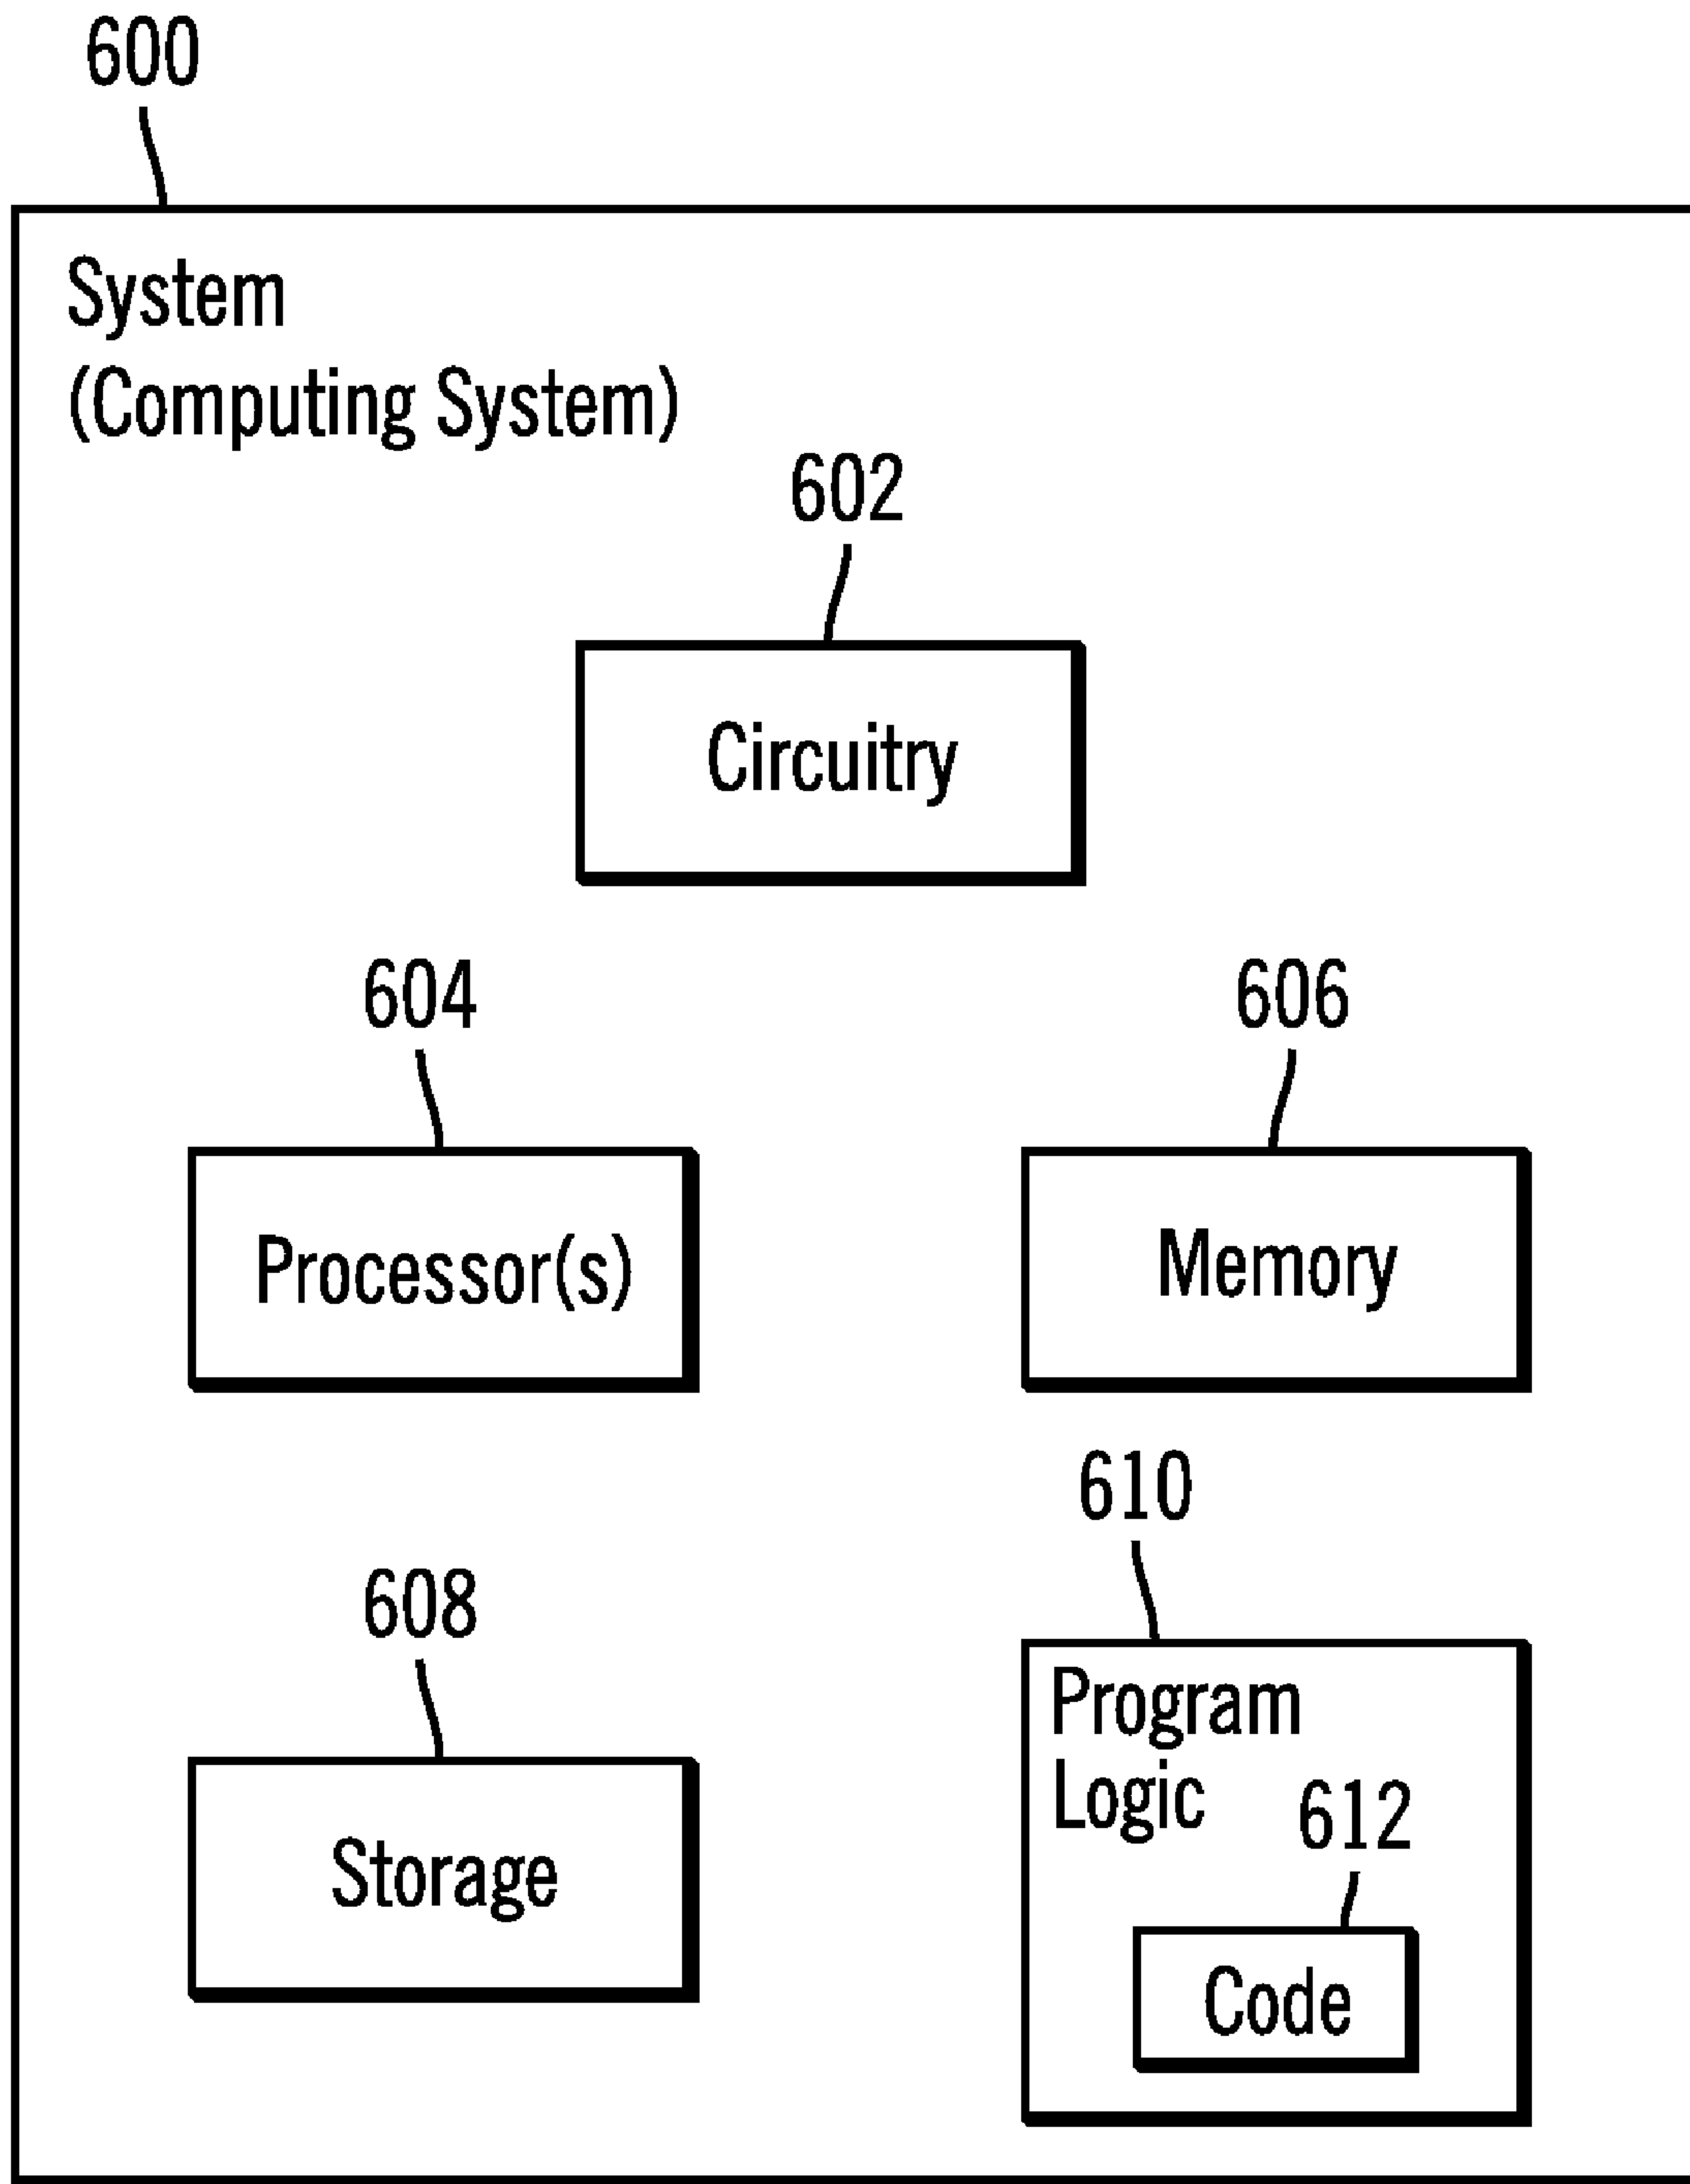 600
System
(Computing System)
602
Circuitry
604
606
Processor(s)
Memory
610
608
Program
Logic
612
Storage
Code